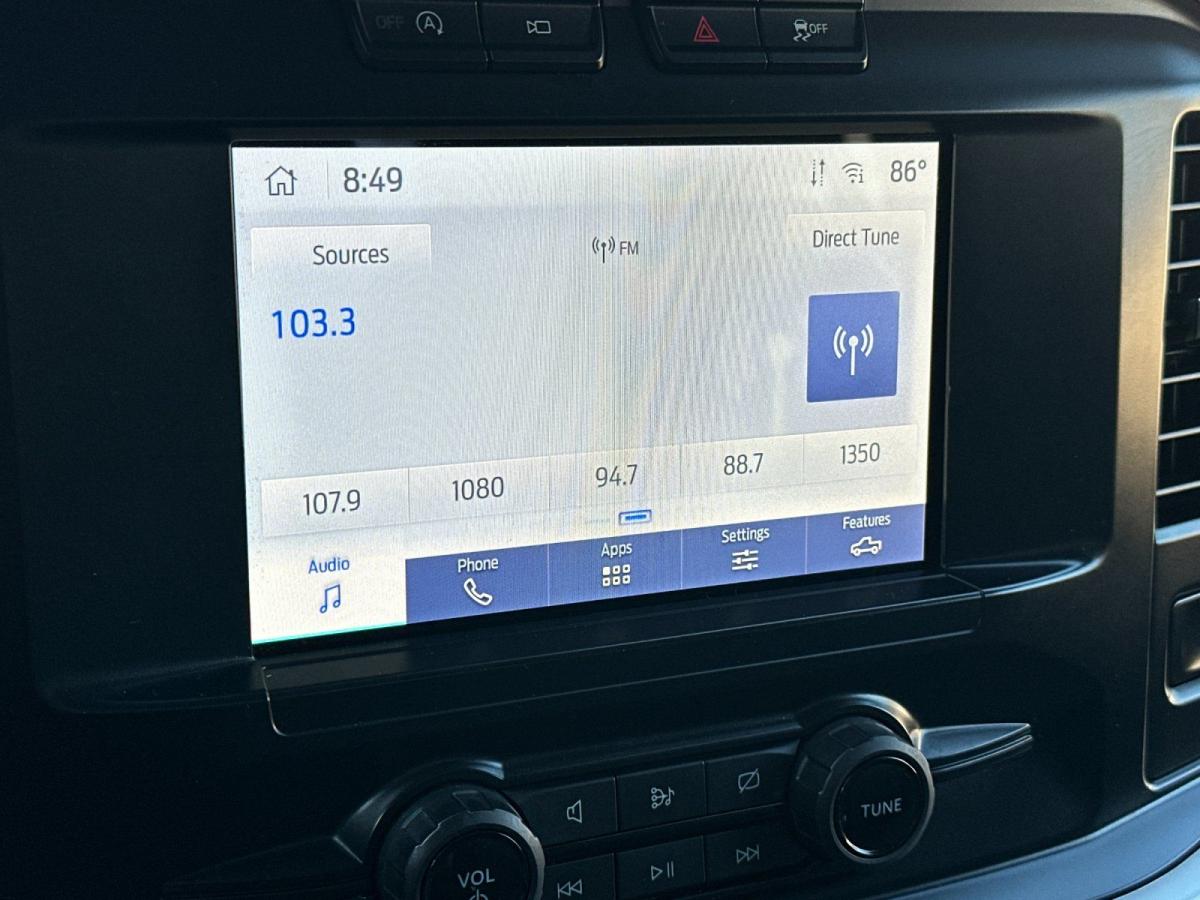 OFF A
OFF
8:49
86°
Sources
FM
Direct Tune
103.3
107.9
1080
94.7
88.7
1350
Audio
Phone
Apps
Settings
Features
VOL
TUNE